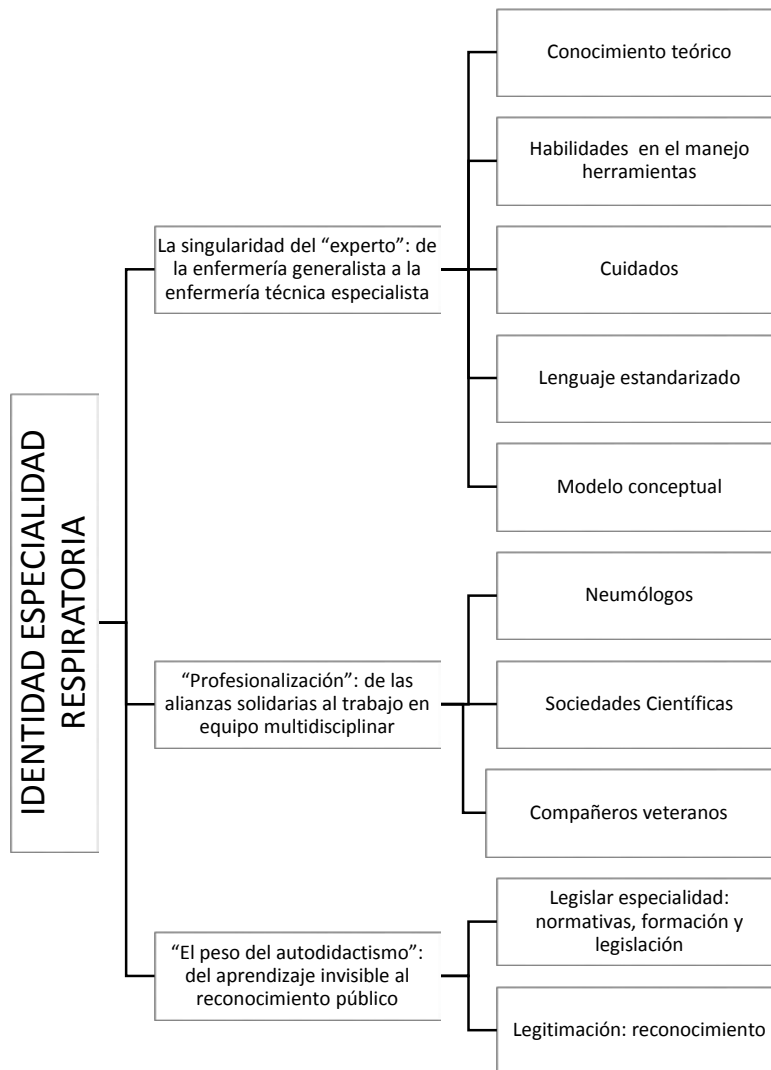 IDENTIDAD ESPECIALIDAD
RESPIRATORIA
La singularidad del “experto”: de
la enfermería generalista a la
enfermería técnica especialista
Conocimiento teórico
Habilidades en el manejo
herramientas
Cuidados
Lenguaje estandarizado
Modelo conceptual
“Profesionalización”: de las
alianzas solidarias al trabajo en
equipo multidisciplinar
Neumólogos
Sociedades Científicas
Compañeros veteranos
“El peso del autodidactismo”:
del aprendizaje invisible al
reconocimiento público
Legislar especialidad:
normativas, formación y
legislación
Legitimación: reconocimiento